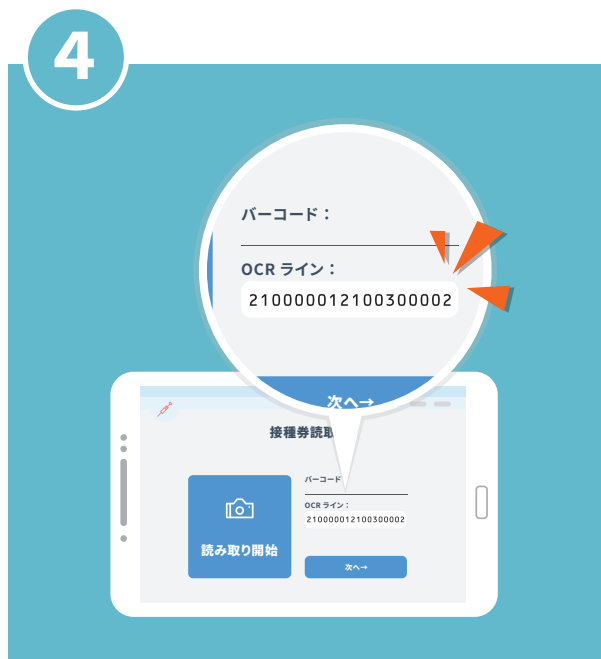 4
バーコード：
OCR ライン：
210000012100300002
次へ→
接種券読取
バーコード
OCR ライン：
210000012100300002
読み取り開始
次へ→